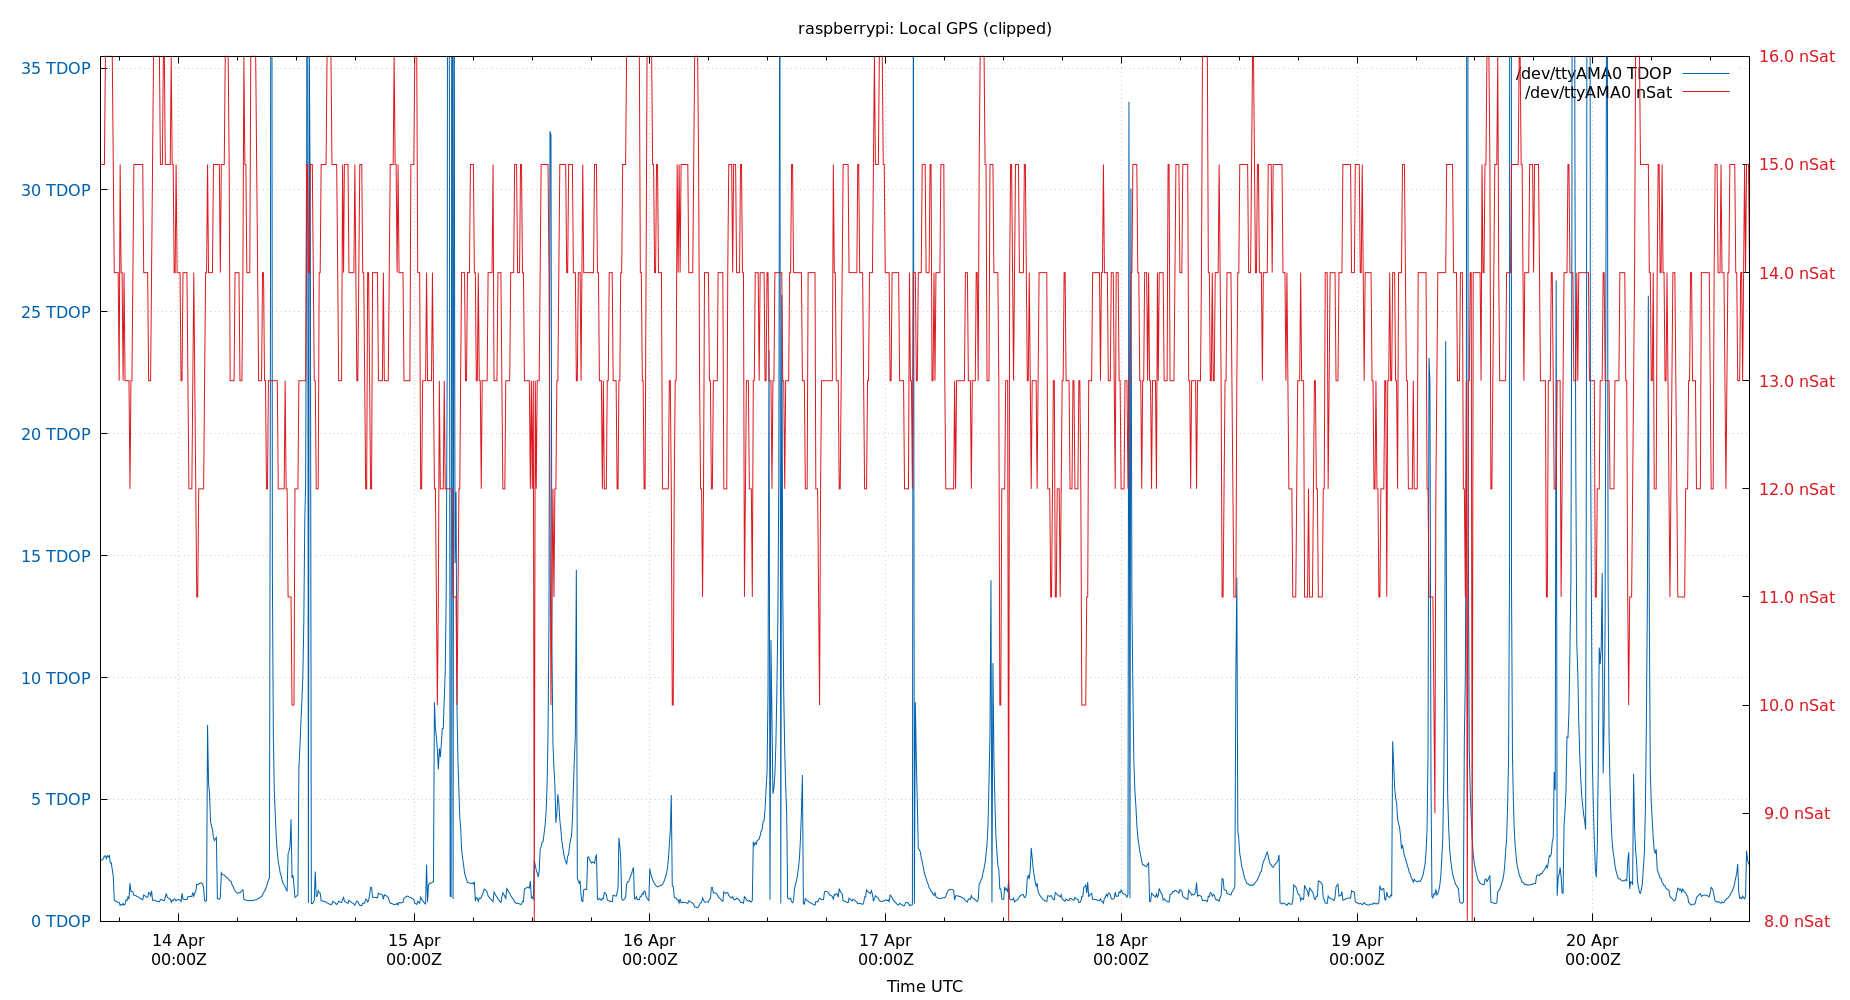 raspberrypi: Local GPS (clipped)
35 TDOP
30 TDOP
25 TDOP
20 TDOP
15 TDOP
10 TDOP
5 TDOP
0 TDOP
16.0 nSat
15.0 nSat
14.0 nSat
13.0 nSat
12.0 nSat
11.0 nSat
10.0 nSat
9.0 nSat
8.0 nSat
/dev/ttyAMA0 TDOP
/dev/ttyAMA0 nSat
14 Apr
00:00Z
15 Apr
00:00Z
16 Apr
00:00Z
17 Apr
00:00Z
18 Apr
00:00Z
19 Apr
00:00Z
20 Apr
00:00Z
Time UTC